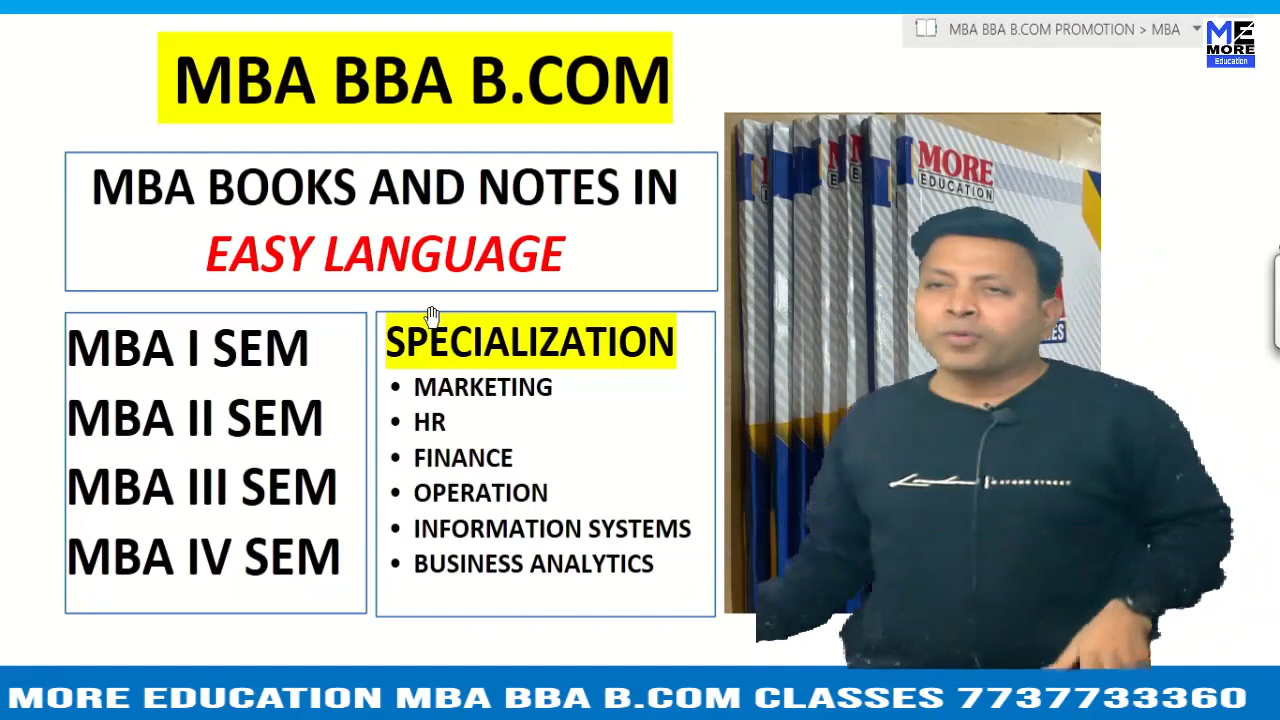 MBA BBA B.COM PROMOTION > MBA
ME
MORE
Education
MBA BBA B.COM
MBA BOOKS AND NOTES IN
EASY LANGUAGE
MBA I SEM
MBA II SEM
MBA III SEM
MBA IV SEM
SPECIALIZATION
• MARKETING
• HR
• FINANCE
• OPERATION
• INFORMATION SYSTEMS
• BUSINESS ANALYTICS
MORE
EDUCATION
MORE EDUCATION MBA BBA B.COM CLASSES 7737733360